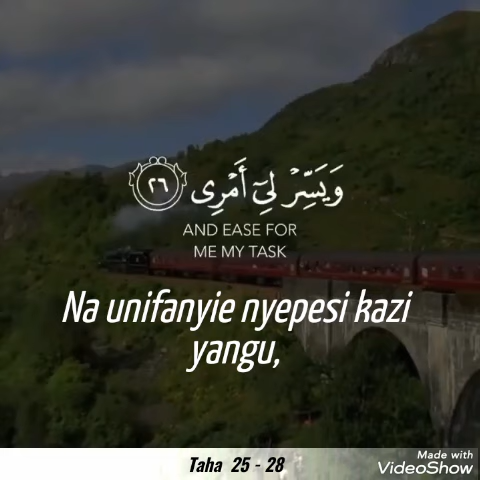 وَيَسِّرْ لِيٓ أَمْرِى ٢٦
AND EASE FOR
ME MY TASK
Na unifanyie nyepesi kazi
yangu,
Taha 25 - 28
Made with
VideoShow